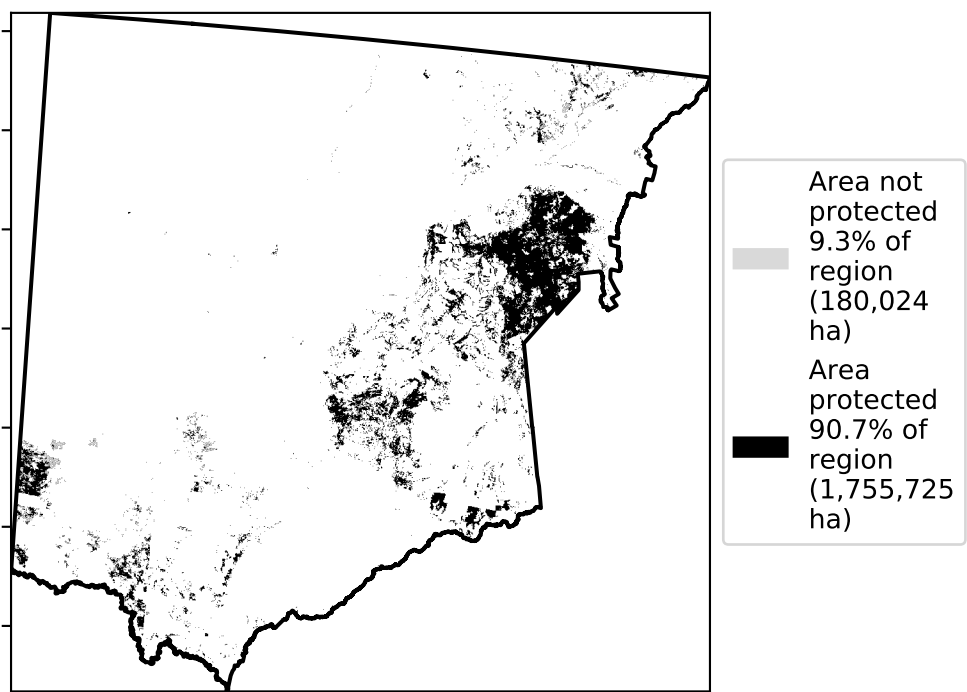 Area not
protected
9.3% of
region
(180,024
ha)
Area
protected
90.7% of
region
(1,755,725
ha)